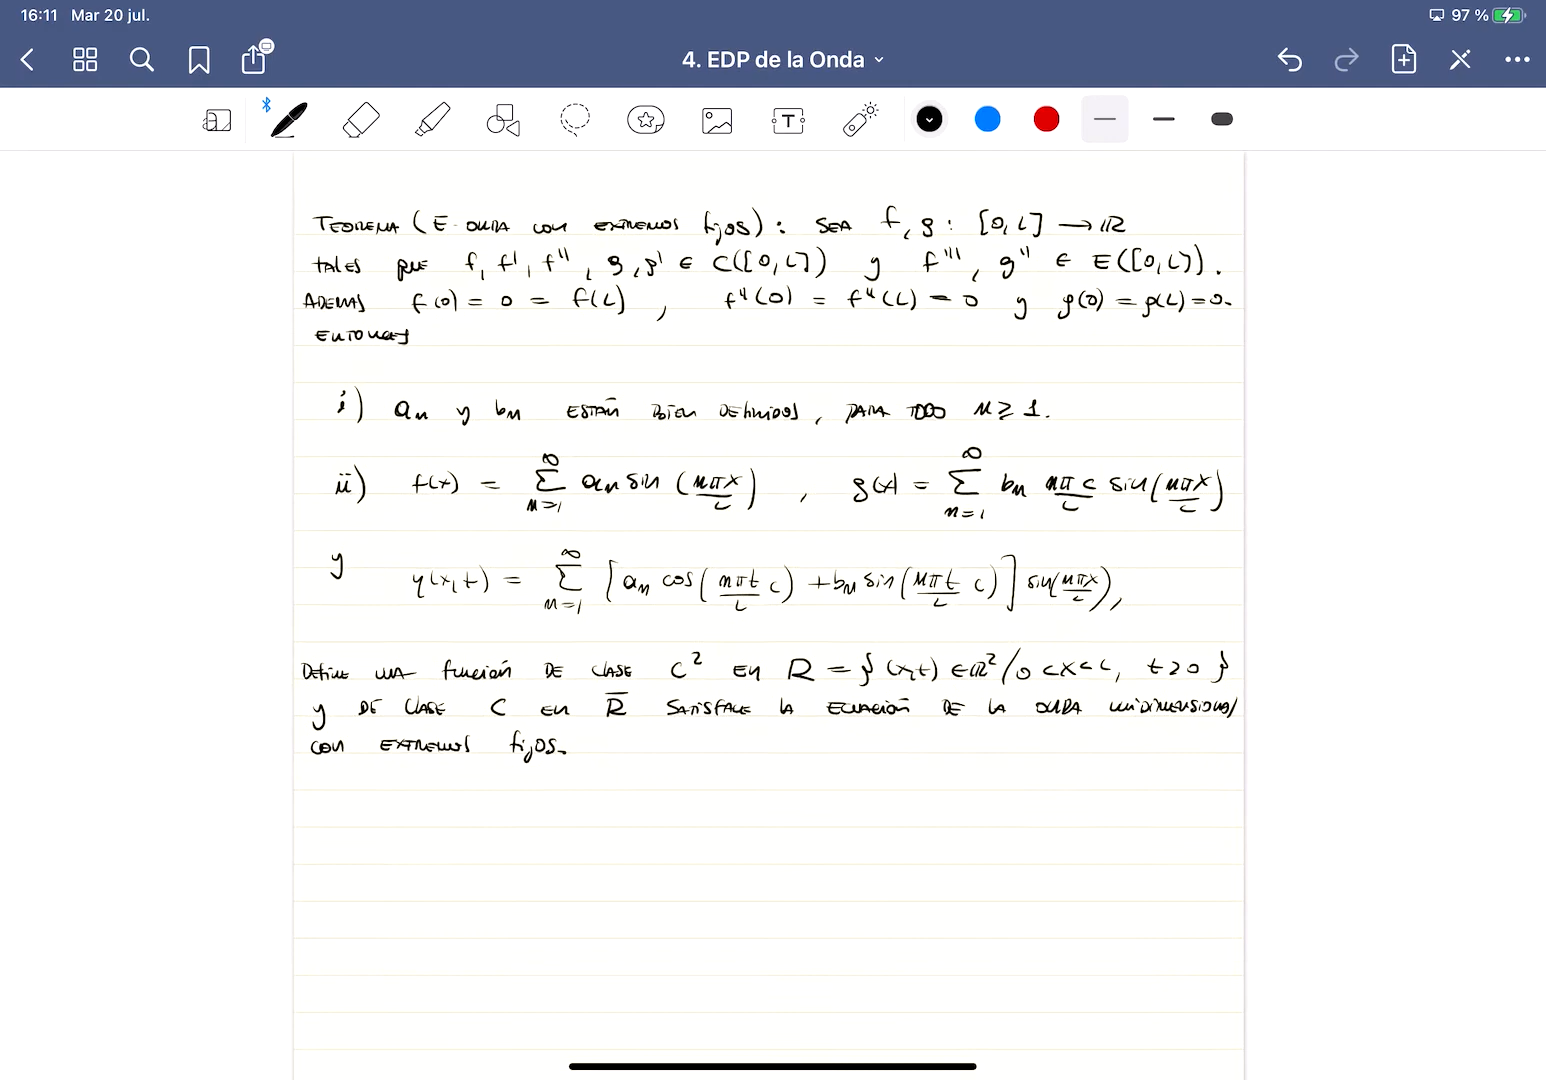 16:11 Mar 20 jul.
97 %
4. EDP de la Onda
TEOREMA (E. ONDA CON EXTREMOS fijos): SEA f, g : [0, L] → ℝ
tales que f, f', f'', g, g' ∈ C([0, L]) y f''', g'' ∈ E([0, L]).
ADEMAS f(0) = 0 = f(L), f''(0) = f''(L) = 0 y g(0) = g(L) = 0.
ENTONCES
i) an y bn ESTÁN BIEN DEFINIDOS, PARA TODO n ≥ 1.
ii) f(x) = ∑_{n=1}^{∞} an sin (nπx/L), g(x) = ∑_{n=1}^{∞} bn nπc/L sin(nπx/L)
y
y(x,t) = ∑_{n=1}^{∞} [an cos(nπt/L c) + bn sin(nπt/L c)] sin(nπx/L),
Define una función DE clase C² EN R = {(x,t) ∈ ℝ² / 0 < x < L, t > 0}
y DE clase C EN R̅ SATISFACE LA ECUACIÓN DE LA ONDA unidimensional
CON EXTREMOS fijos.